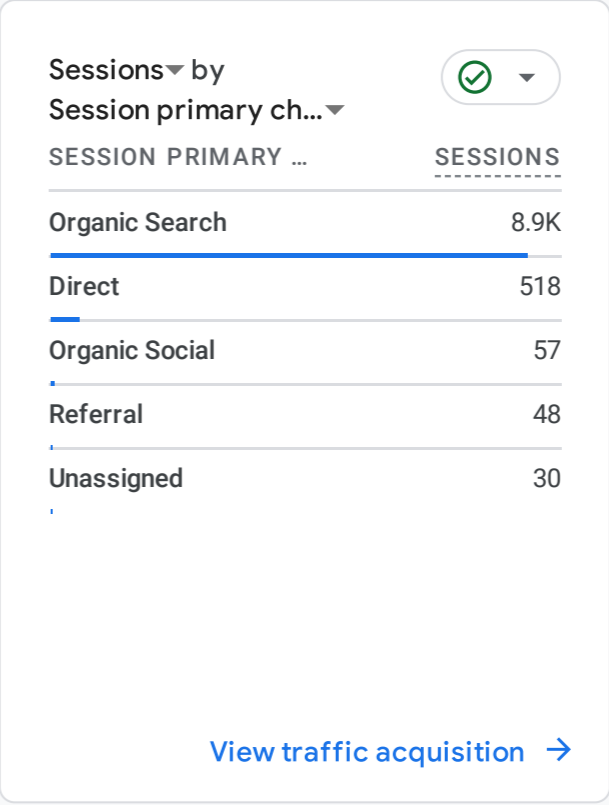 Sessions by
Session primary ch...
SESSION PRIMARY ... SESSIONS
Organic Search 8.9K
Direct 518
Organic Social 57
Referral 48
Unassigned 30
View traffic acquisition